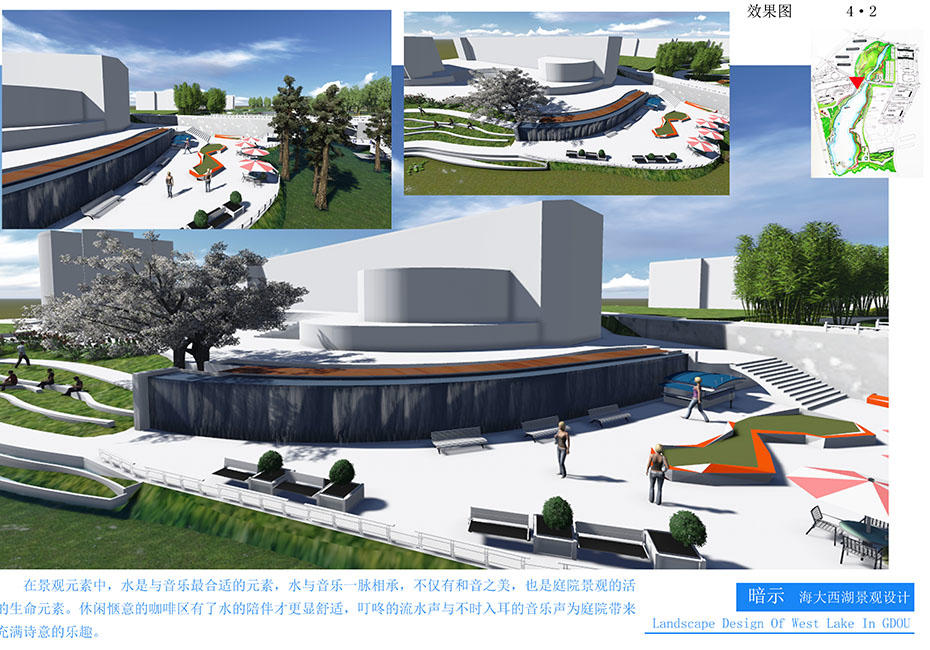 效果图 4·2
在景观元素中，水是与音乐最合适的元素，水与音乐一脉相承，不仅有和音之美，也是庭院景观的活
的生命元素。休闲惬意的咖啡区有了水的陪伴才更显舒适，叮咚的流水声与不时入耳的音乐声为庭院带来
充满诗意的乐趣。
暗示 海大西湖景观设计
Landscape Design Of West Lake In GDOU